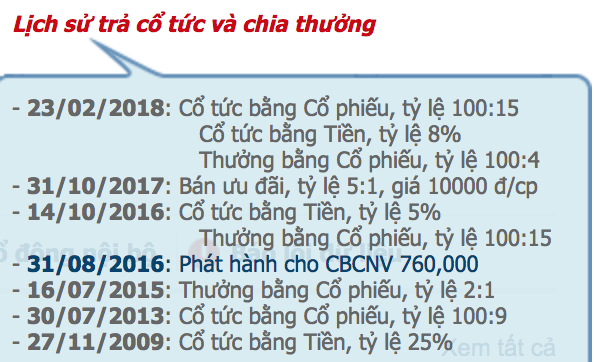 Lịch sử trả cổ tức và chia thưởng
- 23/02/2018: Cổ tức bằng Cổ phiếu, tỷ lệ 100:15
Cổ tức bằng Tiền, tỷ lệ 8%
Thưởng bằng Cổ phiếu, tỷ lệ 100:4
- 31/10/2017: Bán ưu đãi, tỷ lệ 5:1, giá 10000 đ/cp
- 14/10/2016: Cổ tức bằng Tiền, tỷ lệ 5%
Thưởng bằng Cổ phiếu, tỷ lệ 100:15
- 31/08/2016: Phát hành cho CBCNV 760,000
- 16/07/2015: Thưởng bằng Cổ phiếu, tỷ lệ 2:1
- 30/07/2013: Cổ tức bằng Cổ phiếu, tỷ lệ 100:9
- 27/11/2009: Cổ tức bằng Tiền, tỷ lệ 25%
Xem tất cả